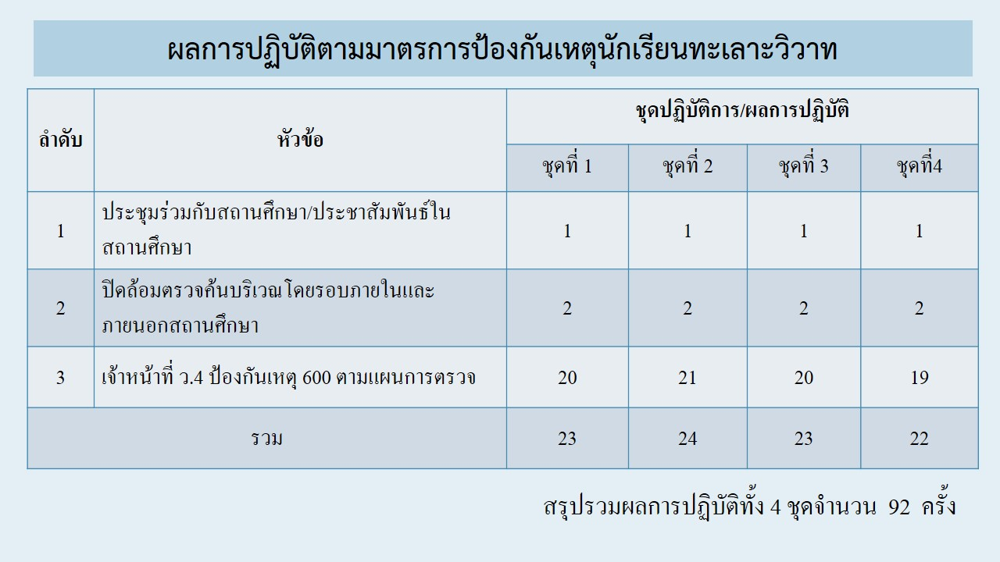 ผลการปฏิบัติตามมาตรการป้องกันเหตุนักเรียนทะเลาะวิวาท
ลำดับ หัวข้อ ชุดปฏิบัติการ/ผลการปฏิบัติ
ชุดที่ 1 ชุดที่ 2 ชุดที่ 3 ชุดที่4
1 ประชุมร่วมกับสถานศึกษา/ประชาสัมพันธ์ใน
สถานศึกษา 1 1 1 1
2 ปิดล้อมตรวจค้นบริเวณโดยรอบภายในและ
ภายนอกสถานศึกษา 2 2 2 2
3 เจ้าหน้าที่ ว.4 ป้องกันเหตุ 600 ตามแผนการตรวจ 20 21 20 19
รวม 23 24 23 22
สรุปรวมผลการปฏิบัติทั้ง 4 ชุดจำนวน 92 ครั้ง